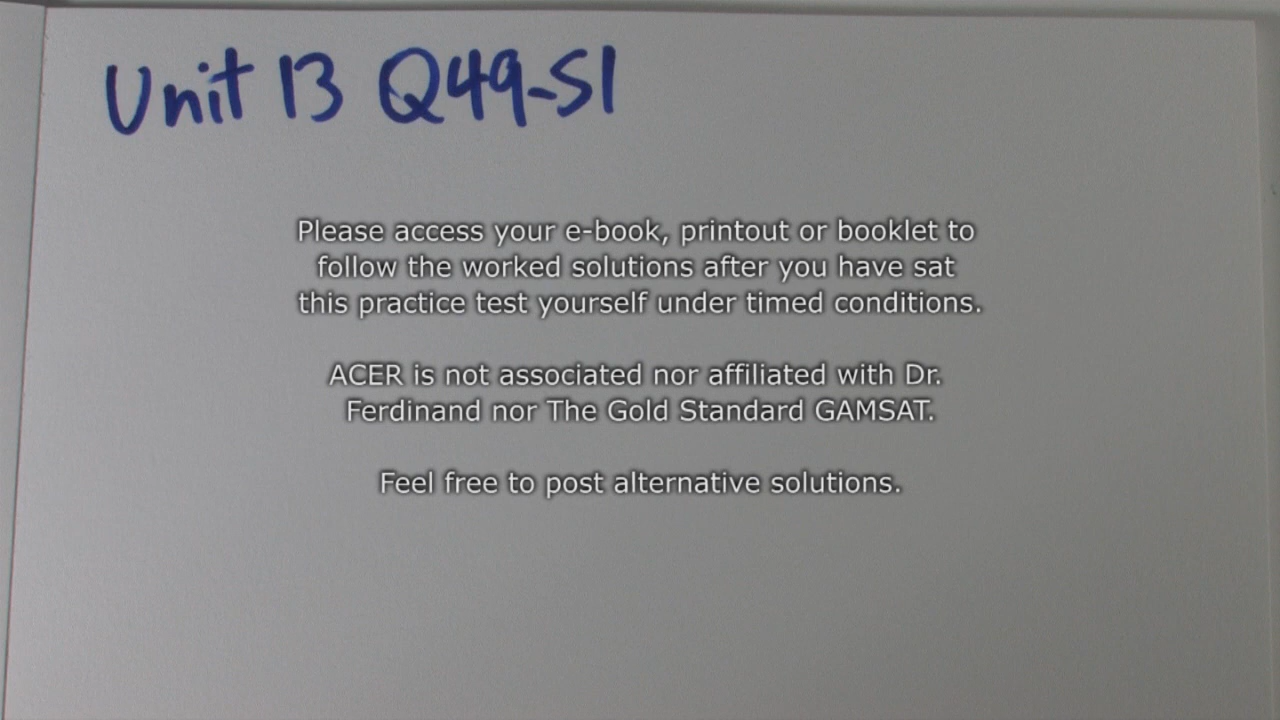 Unit 13 Q49-51
Please access your e-book, printout or booklet to
follow the worked solutions after you have sat
this practice test yourself under timed conditions.
ACER is not associated nor affiliated with Dr.
Ferdinand nor The Gold Standard GAMSAT.
Feel free to post alternative solutions.